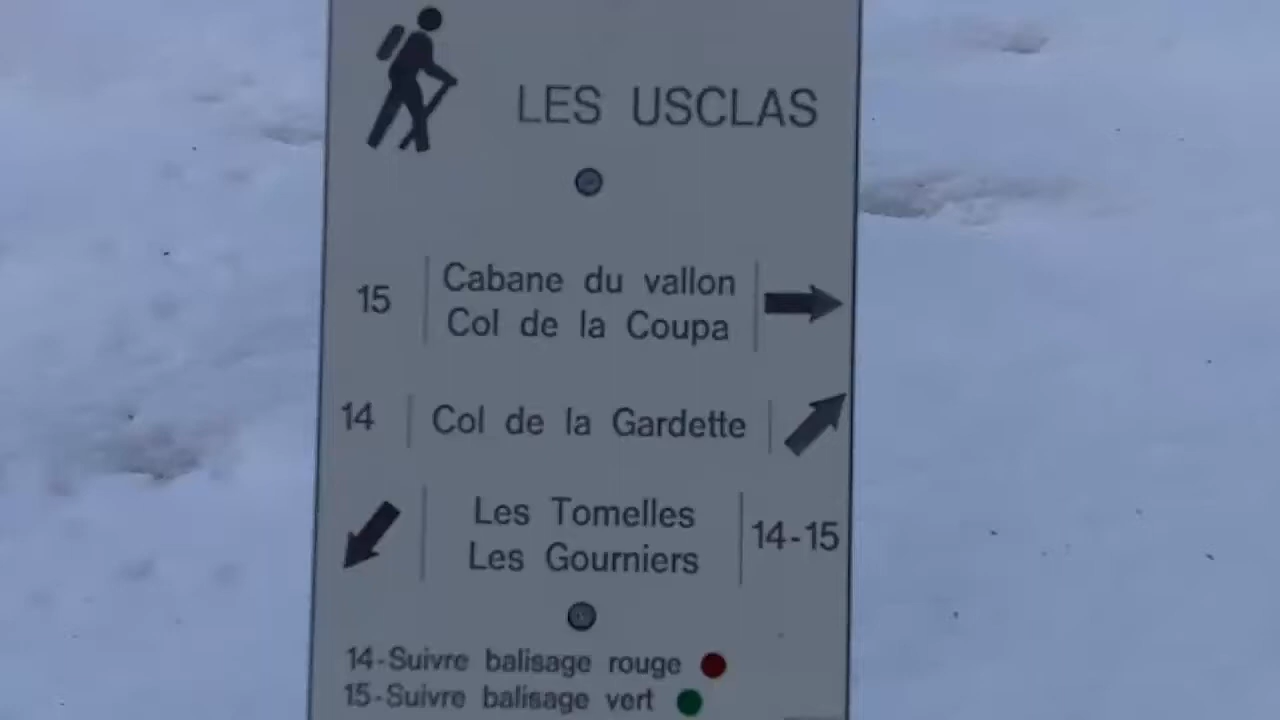 LES USCLAS
15 Cabane du vallon
Col de la Coupa
14 Col de la Gardette
Les Tomelles
Les Gourniers 14-15
14-Suivre balisage rouge
15-Suivre balisage vert